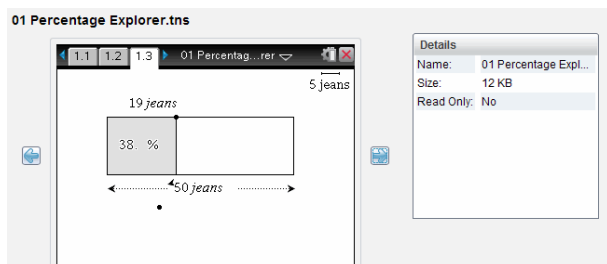 01 Percentage Explorer.tns
1.1 1.2 1.3 01 Percentag...rer
5 jeans
19 jeans
38. %
50 jeans
Details
Name: 01 Percentage Expl...
Size: 12 KB
Read Only: No